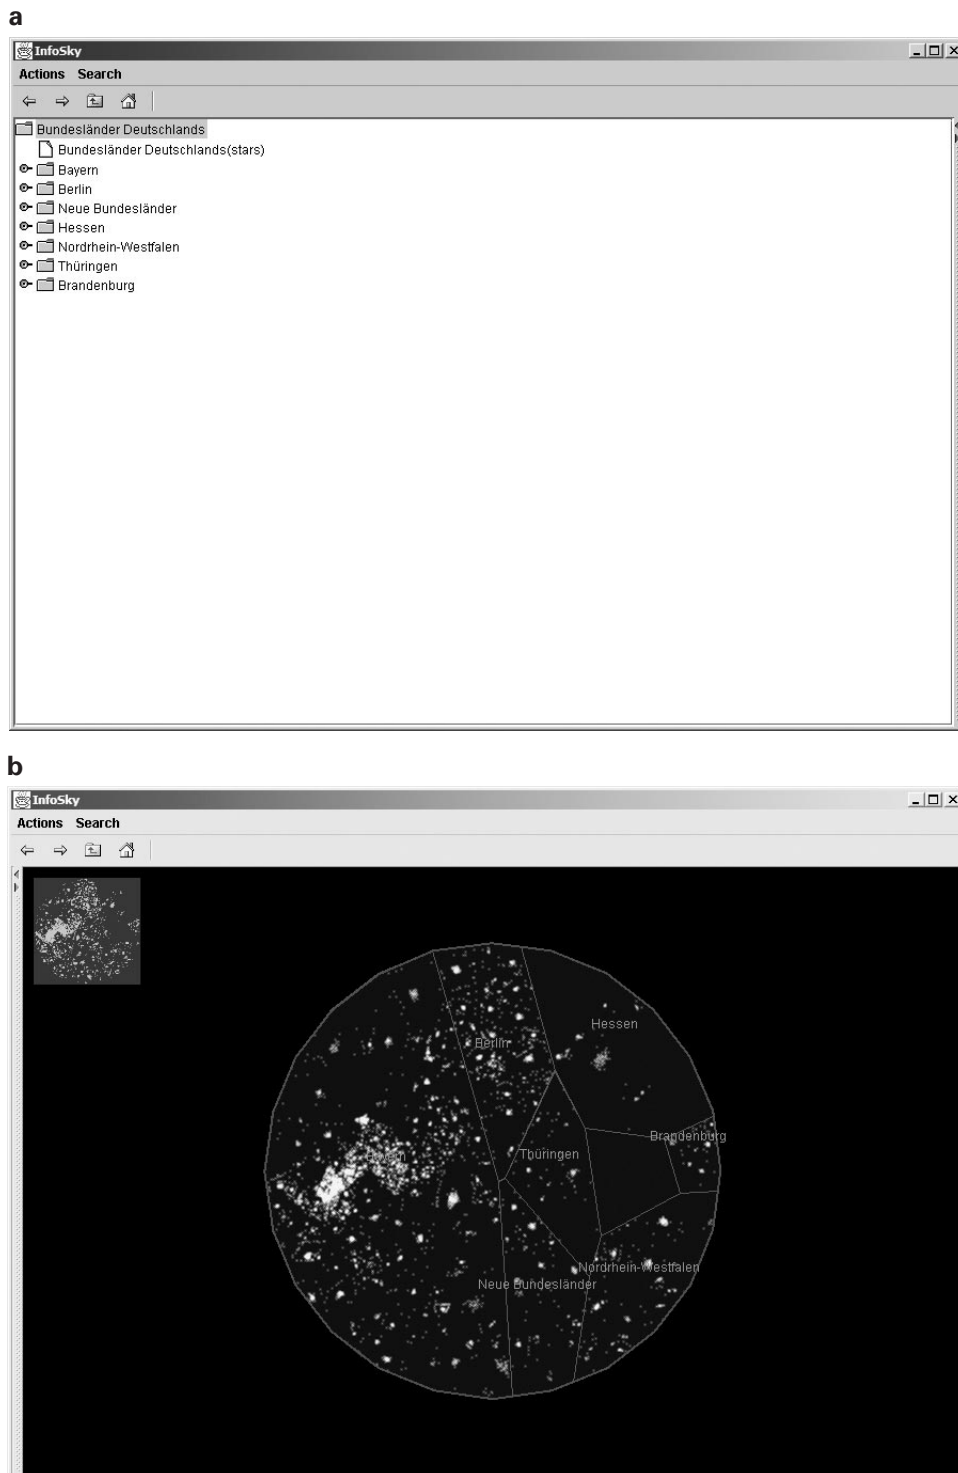 a
InfoSky
Actions Search
Bundesländer Deutschlands
Bundesländer Deutschlands(stars)
Bayern
Berlin
Neue Bundesländer
Hessen
Nordrhein-Westfalen
Thüringen
Brandenburg
b
InfoSky
Actions Search
Hessen
Berlin
Brandenburg
Thüringen
Nordrhein-Westfalen
Neue Bundesländer